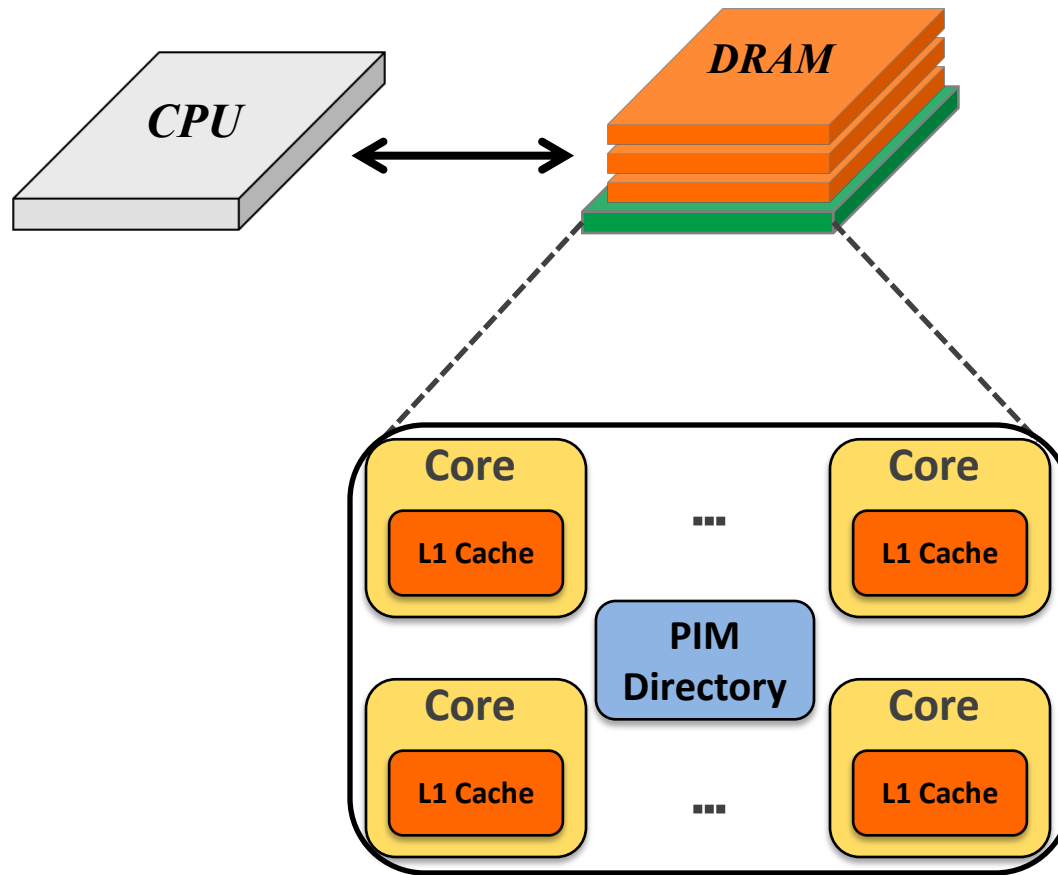 CPU
DRAM
Core
L1 Cache
...
Core
L1 Cache
PIM
Directory
Core
L1 Cache
...
Core
L1 Cache